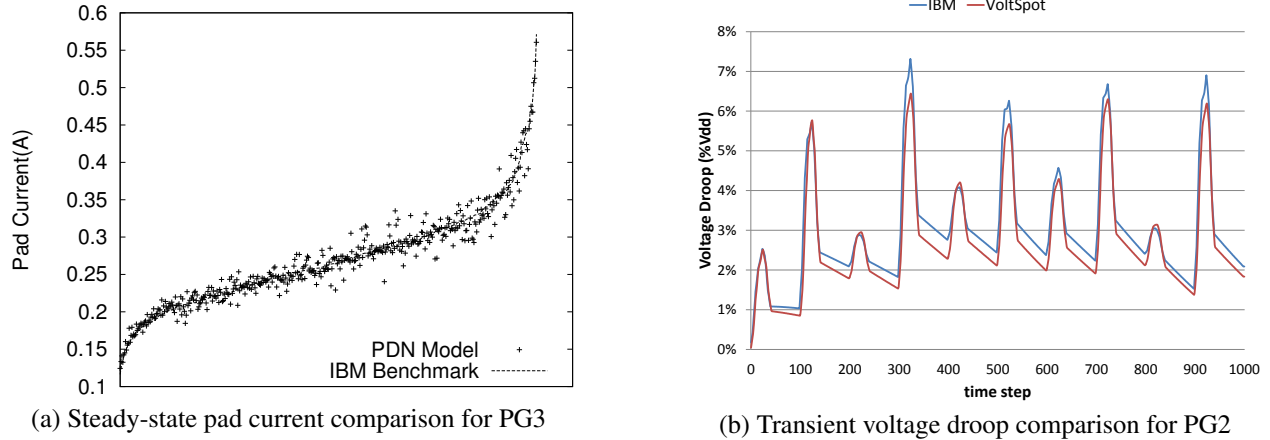 0.6
0.55
0.5
0.45
0.4
0.35
0.3
0.25
0.2
0.15
0.1
Pad Current(A)
PDN Model
IBM Benchmark
(a) Steady-state pad current comparison for PG3
IBM VoltSpot
8%
7%
6%
5%
4%
3%
2%
1%
0%
Voltage Droop (%Vdd)
0 100 200 300 400 500 600 700 800 900 1000
time step
(b) Transient voltage droop comparison for PG2